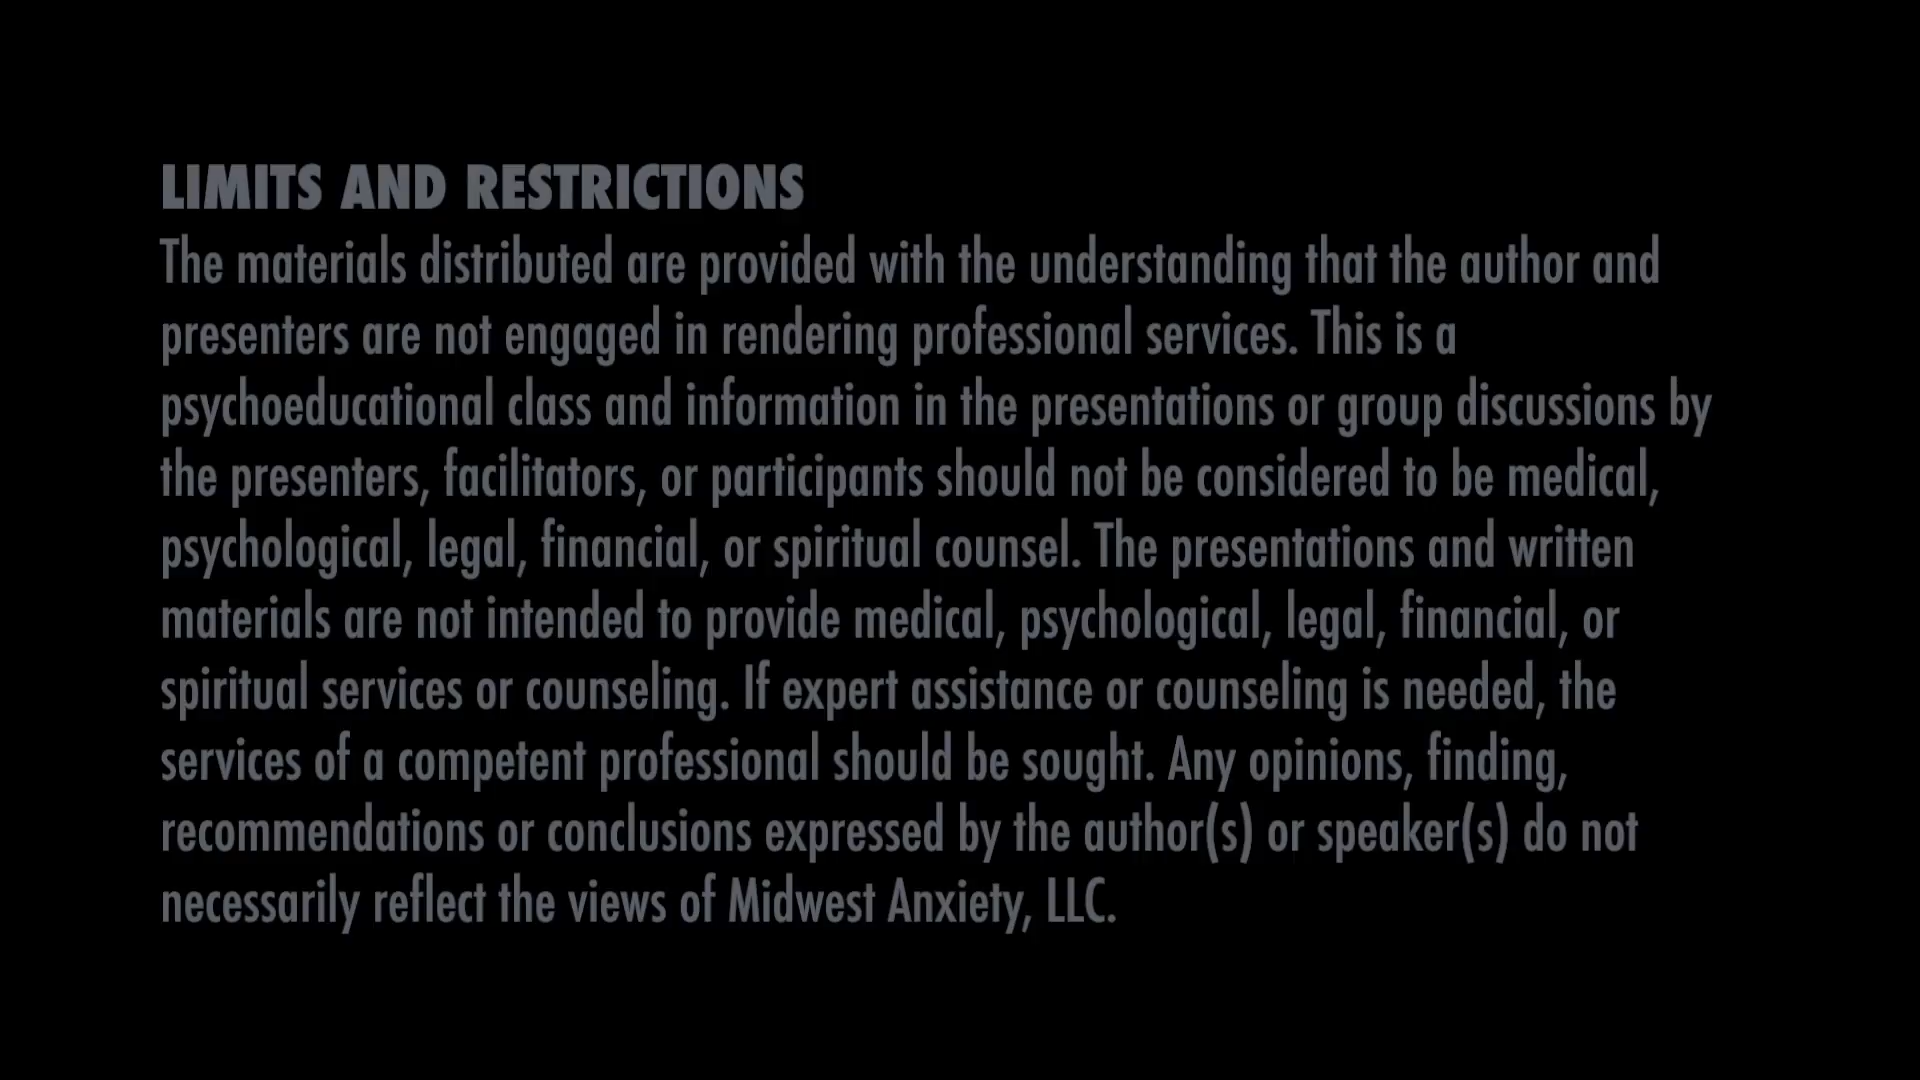 LIMITS AND RESTRICTIONS
The materials distributed are provided with the understanding that the author and
presenters are not engaged in rendering professional services. This is a
psychoeducational class and information in the presentations or group discussions by
the presenters, facilitators, or participants should not be considered to be medical,
psychological, legal, financial, or spiritual counsel. The presentations and written
materials are not intended to provide medical, psychological, legal, financial, or
spiritual services or counseling. If expert assistance or counseling is needed, the
services of a competent professional should be sought. Any opinions, finding,
recommendations or conclusions expressed by the author(s) or speaker(s) do not
necessarily reflect the views of Midwest Anxiety, LLC.